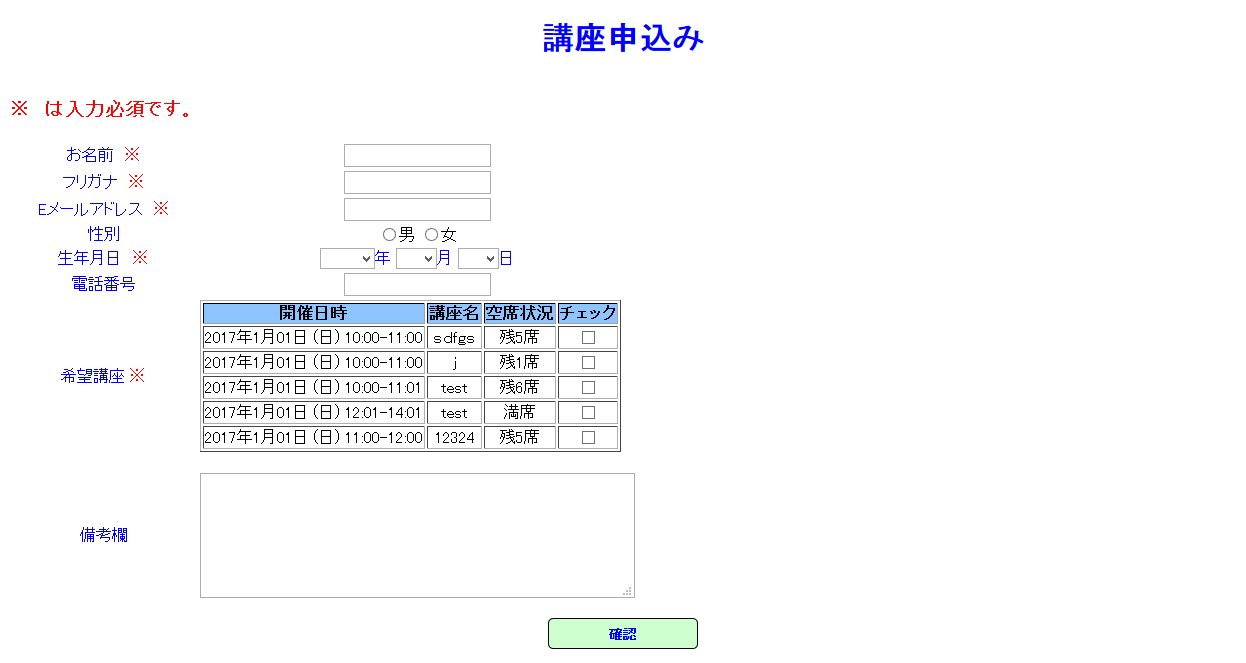 講座申込み
※　は入力必須です。
お名前 ※
フリガナ ※
Eメールアドレス ※
性別 男 女
生年月日 ※ 年 月 日
電話番号
開催日時 講座名 空席状況 チェック
2017年1月01日（日）10:00-11:00 sdfgs 残5席
2017年1月01日（日）10:00-11:00 j 残1席
希望講座 ※
2017年1月01日（日）10:00-11:01 test 残6席
2017年1月01日（日）12:01-14:01 test 満席
2017年1月01日（日）11:00-12:00 12324 残5席
備考欄
確認